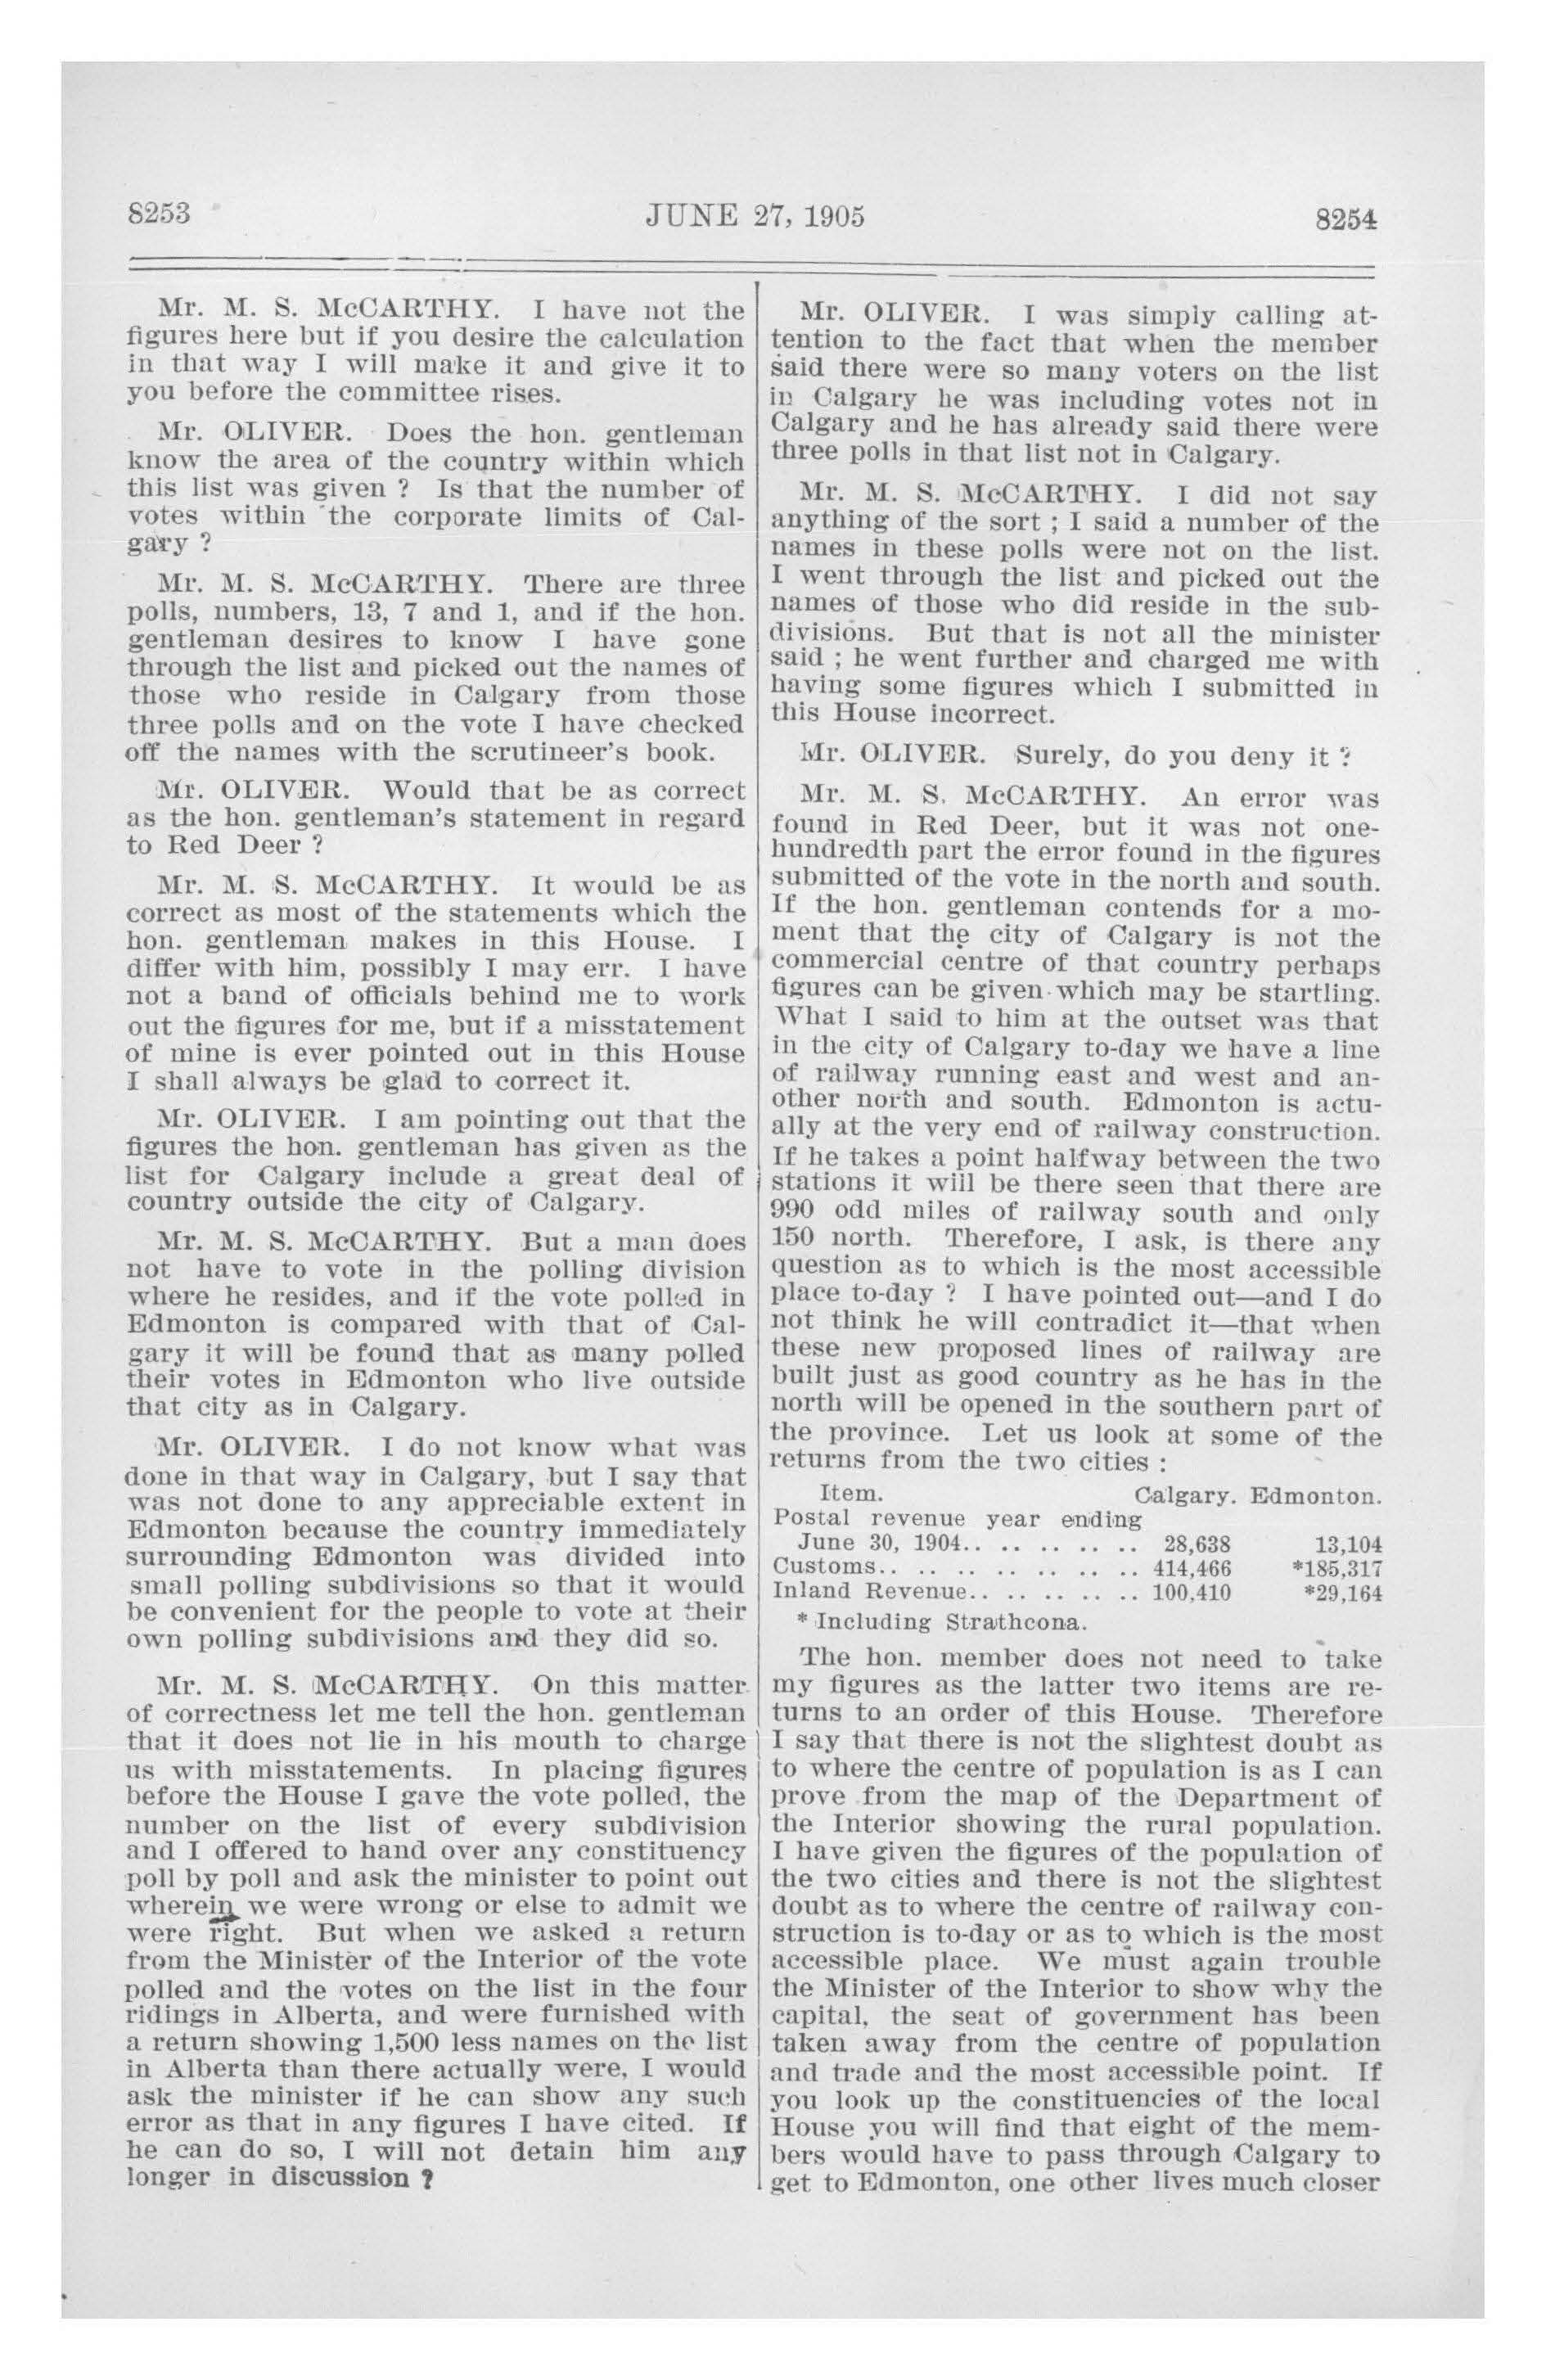 8253
JUNE 27, 1905
8254
Mr. M. S. McCARTHY. I have not the
figures here but if you desire the calculation
in that way I will make it and give it to
you before the committee rises.
Mr. OLIVER. Does the hon. gentleman
know the area of the country within which
this list was given ? Is that the number of
votes within the corporate limits of Cal-
gary ?
Mr. M. S. McCARTHY. There are three
polls, numbers, 13, 7 and 1, and if the hon.
gentleman desires to know I have gone
through the list and picked out the names of
those who reside in Calgary from those
three polls and on the vote I have checked
off the names with the scrutineer's book.
Mr. OLIVER. Would that be as correct
as the hon. gentleman's statement in regard
to Red Deer ?
Mr. M. S. McCARTHY. It would be as
correct as most of the statements which the
hon. gentleman makes in this House. I
differ with him, possibly I may err. I have
not a band of officials behind me to work
out the figures for me, but if a misstatement
of mine is ever pointed out in this House
I shall always be glad to correct it.
Mr. OLIVER. I am pointing out that the
figures the hon. gentleman has given as the
list for Calgary include a great deal of
country outside the city of Calgary.
Mr. M. S. McCARTHY. But a man does
not have to vote in the polling division
where he resides, and if the vote polled in
Edmonton is compared with that of Cal-
gary it will be found that as many polled
their votes in Edmonton who live outside
that city as in Calgary.
Mr. OLIVER. I do not know what was
done in that way in Calgary, but I say that
was not done to any appreciable extent in
Edmonton because the country immediately
surrounding Edmonton was divided into
small polling subdivisions so that it would
be convenient for the people to vote at their
own polling subdivisions and they did so.
Mr. M. S. McCARTHY. On this matter
of correctness let me tell the hon. gentleman
that it does not lie in his mouth to charge
us with misstatements. In placing figures
before the House I gave the vote polled, the
number on the list of every subdivision
and I offered to hand over any constituency
poll by poll and ask the minister to point out
wherein we were wrong or else to admit we
were right. But when we asked a return
from the Minister of the Interior of the vote
polled and the votes on the list in the four
ridings in Alberta, and were furnished with
a return showing 1,500 less names on the list
in Alberta than there actually were, I would
ask the minister if he can show any such
error as that in any figures I have cited. If
he can do so, I will not detain him any
longer in discussion ?
Mr. OLIVER. I was simply calling at-
tention to the fact that when the member
said there were so many voters on the list
in Calgary he was including votes not in
Calgary and he has already said there were
three polls in that list not in Calgary.
Mr. M. S. McCARTHY. I did not say
anything of the sort ; I said a number of the
names in these polls were not on the list.
I went through the list and picked out the
names of those who did reside in the sub-
divisions. But that is not all the minister
said ; he went further and charged me with
having some figures which I submitted in
this House incorrect.
Mr. OLIVER. Surely, do you deny it ?
Mr. M. S. McCARTHY. An error was
found in Red Deer, but it was not one-
hundredth part the error found in the figures
submitted of the vote in the north and south.
If the hon. gentleman contends for a mo-
ment that the city of Calgary is not the
commercial centre of that country perhaps
figures can be given which may be startling.
What I said to him at the outset was that
in the city of Calgary to-day we have a line
of railway running east and west and an-
other north and south. Edmonton is actu-
ally at the very end of railway construction.
If he takes a point halfway between the two
stations it will be there seen that there are
990 odd miles of railway south and only
150 north. Therefore, I ask, is there any
question as to which is the most accessible
place to-day ? I have pointed out—and I do
not think he will contradict it—that when
these new proposed lines of railway are
built just as good country as he has in the
north will be opened in the southern part of
the province. Let us look at some of the
returns from the two cities :
Item. Calgary. Edmonton.
Postal revenue year ending
June 30, 1904.. .. .. .. .. .. 28,638 13,104
Customs.. .. .. .. .. .. .. .. 414,466 *185,317
Inland Revenue.. .. .. .. .. .. 100,410 *29,164
* Including Strathcona.
The hon. member does not need to take
my figures as the latter two items are re-
turns to an order of this House. Therefore
I say that there is not the slightest doubt as
to where the centre of population is as I can
prove from the map of the Department of
the Interior showing the rural population.
I have given the figures of the population of
the two cities and there is not the slightest
doubt as to where the centre of railway con-
struction is to-day or as to which is the most
accessible place. We must again trouble
the Minister of the Interior to show why the
capital, the seat of government has been
taken away from the centre of population
and trade and the most accessible point. If
you look up the constituencies of the local
House you will find that eight of the mem-
bers would have to pass through Calgary to
get to Edmonton, one other lives much closer